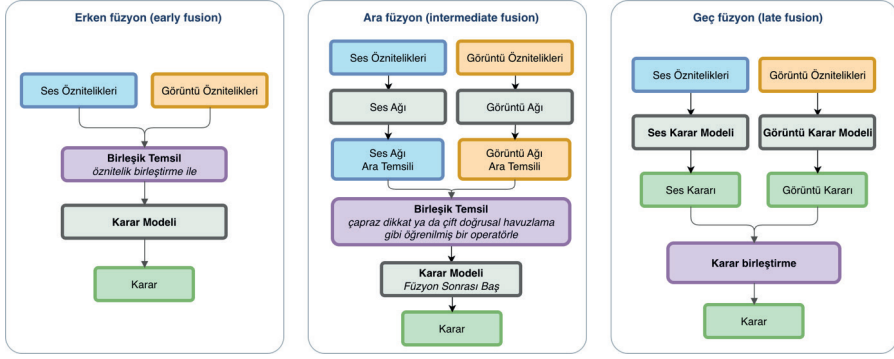 Erken füzyon (early fusion)
Ses Öznitelikleri
Görüntü Öznitelikleri
Birleşik Temsil
öznitelik birleştirme ile
Karar Modeli
Karar
Ara füzyon (intermediate fusion)
Ses Öznitelikleri
Görüntü Öznitelikleri
Ses Ağı
Görüntü Ağı
Ses Ağı
Ara Temsili
Görüntü Ağı
Ara Temsili
Birleşik Temsil
çapraz dikkat ya da çift doğrusal havuzlama
gibi öğrenilmiş bir operatörle
Karar Modeli
Füzyon Sonrası Baş
Karar
Geç füzyon (late fusion)
Ses Öznitelikleri
Görüntü Öznitelikleri
Ses Karar Modeli
Görüntü Karar Modeli
Ses Kararı
Görüntü Kararı
Karar birleştirme
Karar